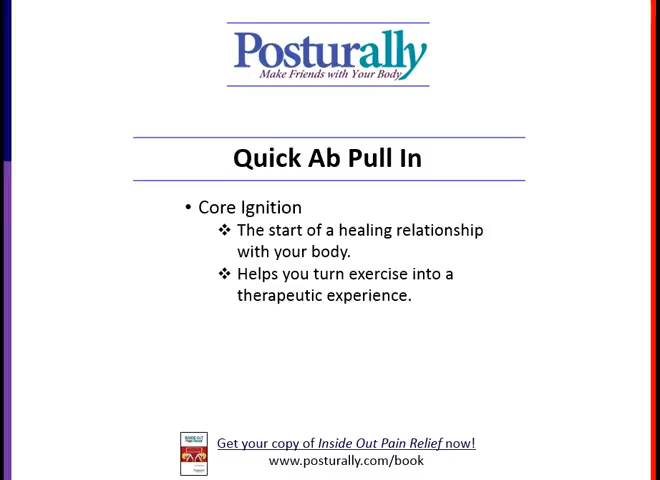 Posturally
Make Friends with Your Body
Quick Ab Pull In
• Core Ignition
❖ The start of a healing relationship
with your body.
❖ Helps you turn exercise into a
therapeutic experience.
INSIDE OUT
Get your copy of Inside Out Pain Relief now!
www.posturally.com/book